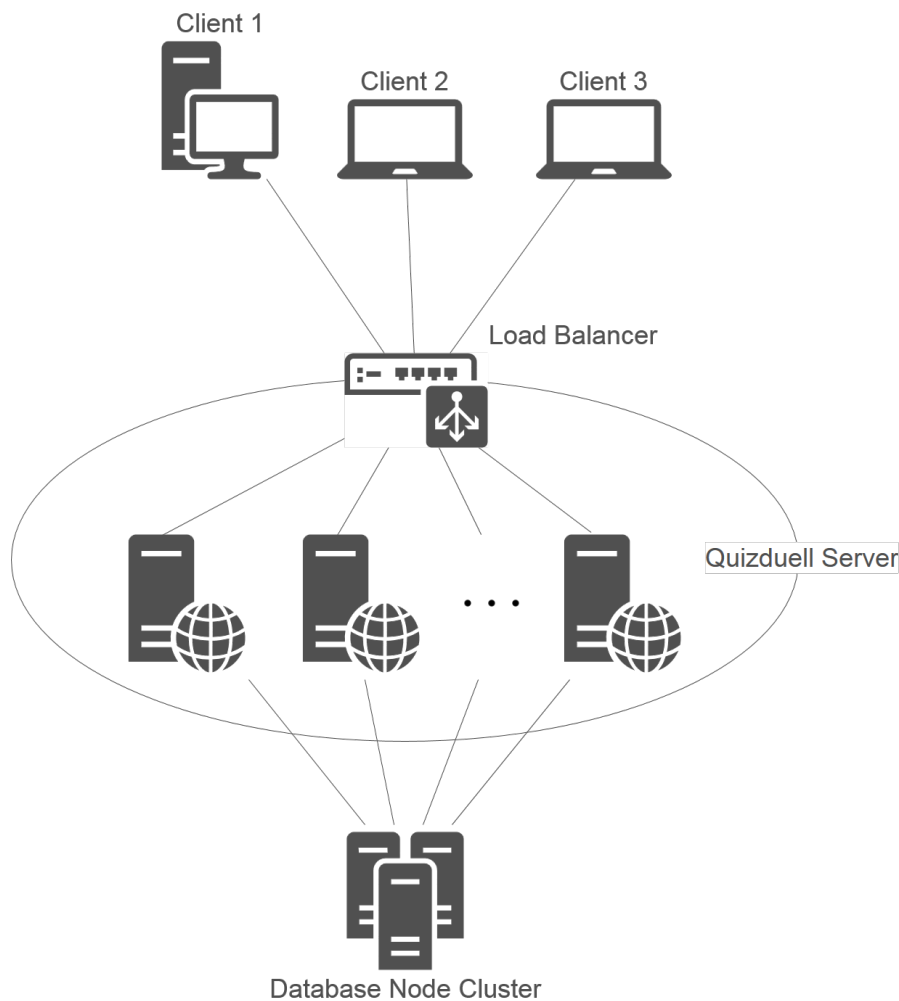 Client 1
Client 2
Client 3
Load Balancer
Quizduell Server
. . .
Database Node Cluster